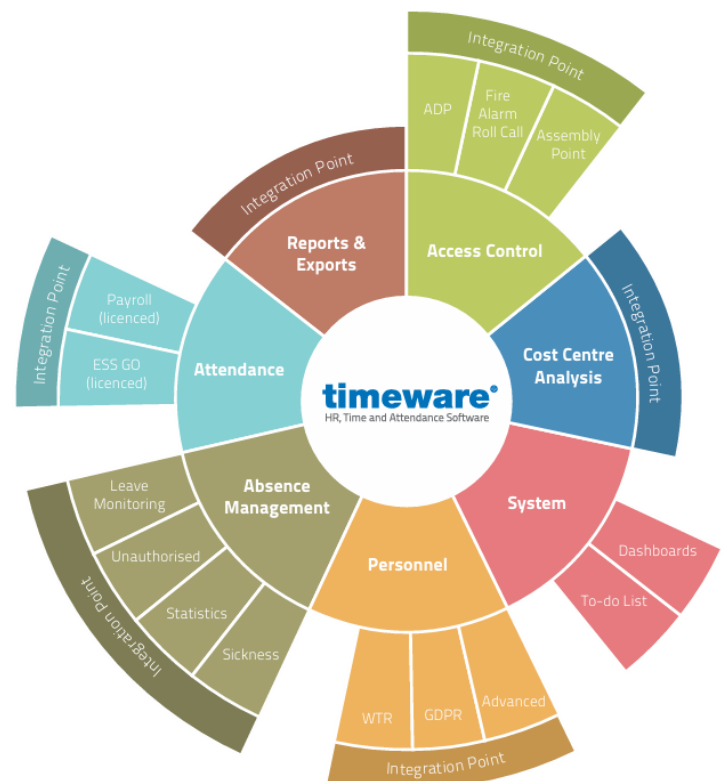 Integration Point
ADP
Fire
Alarm
Roll Call
Assembly
Point
Integration Point
Reports &
Exports
Access Control
Integration Point
Payroll
(licenced)
ESS GO
(licenced)
Integration Point
Attendance
Cost Centre
Analysis
timeware®
HR, Time and Attendance Software
Absence
Management
System
Leave
Monitoring
Unauthorised
Statistics
Sickness
Integration Point
Personnel
Dashboards
To-do List
WTR
GDPR
Advanced
Integration Point